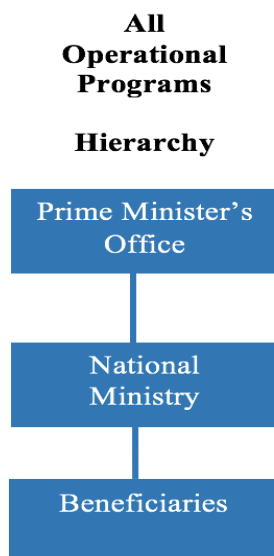 All
Operational
Programs
Hierarchy
Prime Minister’s
Office
National
Ministry
Beneficiaries